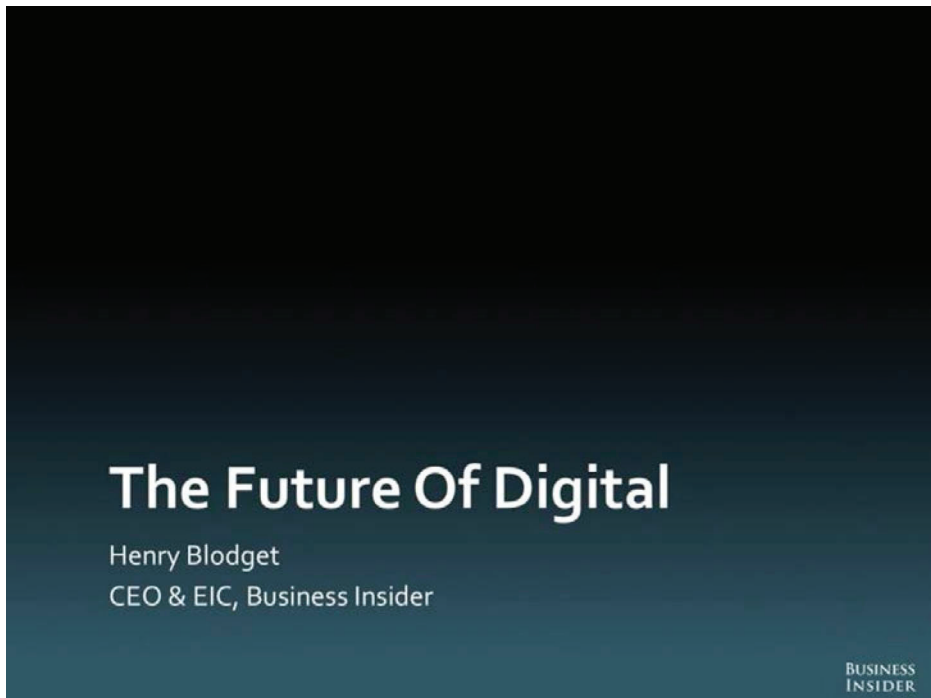 The Future Of Digital
Henry Blodget
CEO & EIC, Business Insider
BUSINESS
INSIDER